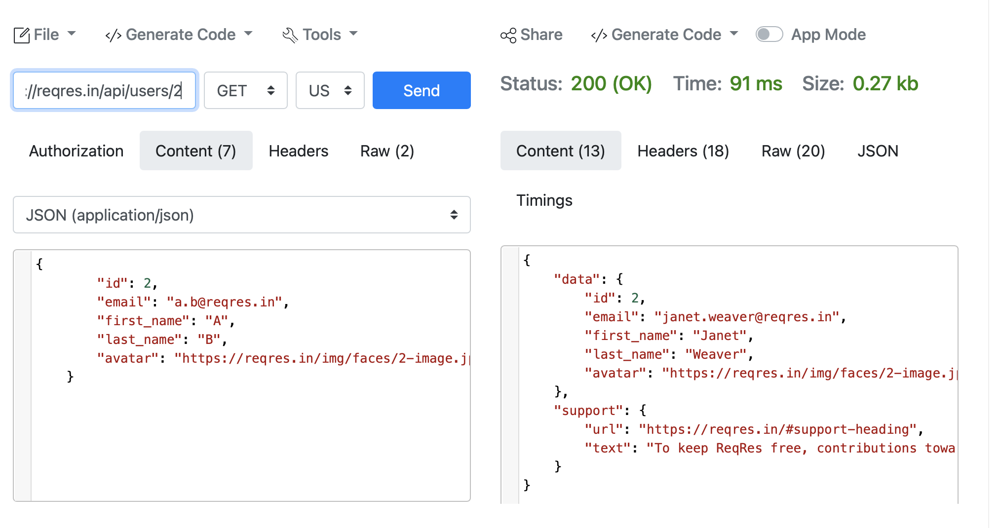 File
Generate Code
Tools
://reqres.in/api/users/2
GET
US
Send
Authorization
Content (7)
Headers
Raw (2)
JSON (application/json)
{
"id": 2,
"email": "a.b@reqres.in",
"first_name": "A",
"last_name": "B",
"avatar": "https://reqres.in/img/faces/2-image.j
}
Share
Generate Code
App Mode
Status: 200 (OK)
Time: 91 ms
Size: 0.27 kb
Content (13)
Headers (18)
Raw (20)
JSON
Timings
{
"data": {
"id": 2,
"email": "janet.weaver@reqres.in",
"first_name": "Janet",
"last_name": "Weaver",
"avatar": "https://reqres.in/img/faces/2-image.j
},
"support": {
"url": "https://reqres.in/#support-heading",
"text": "To keep ReqRes free, contributions towa
}
}